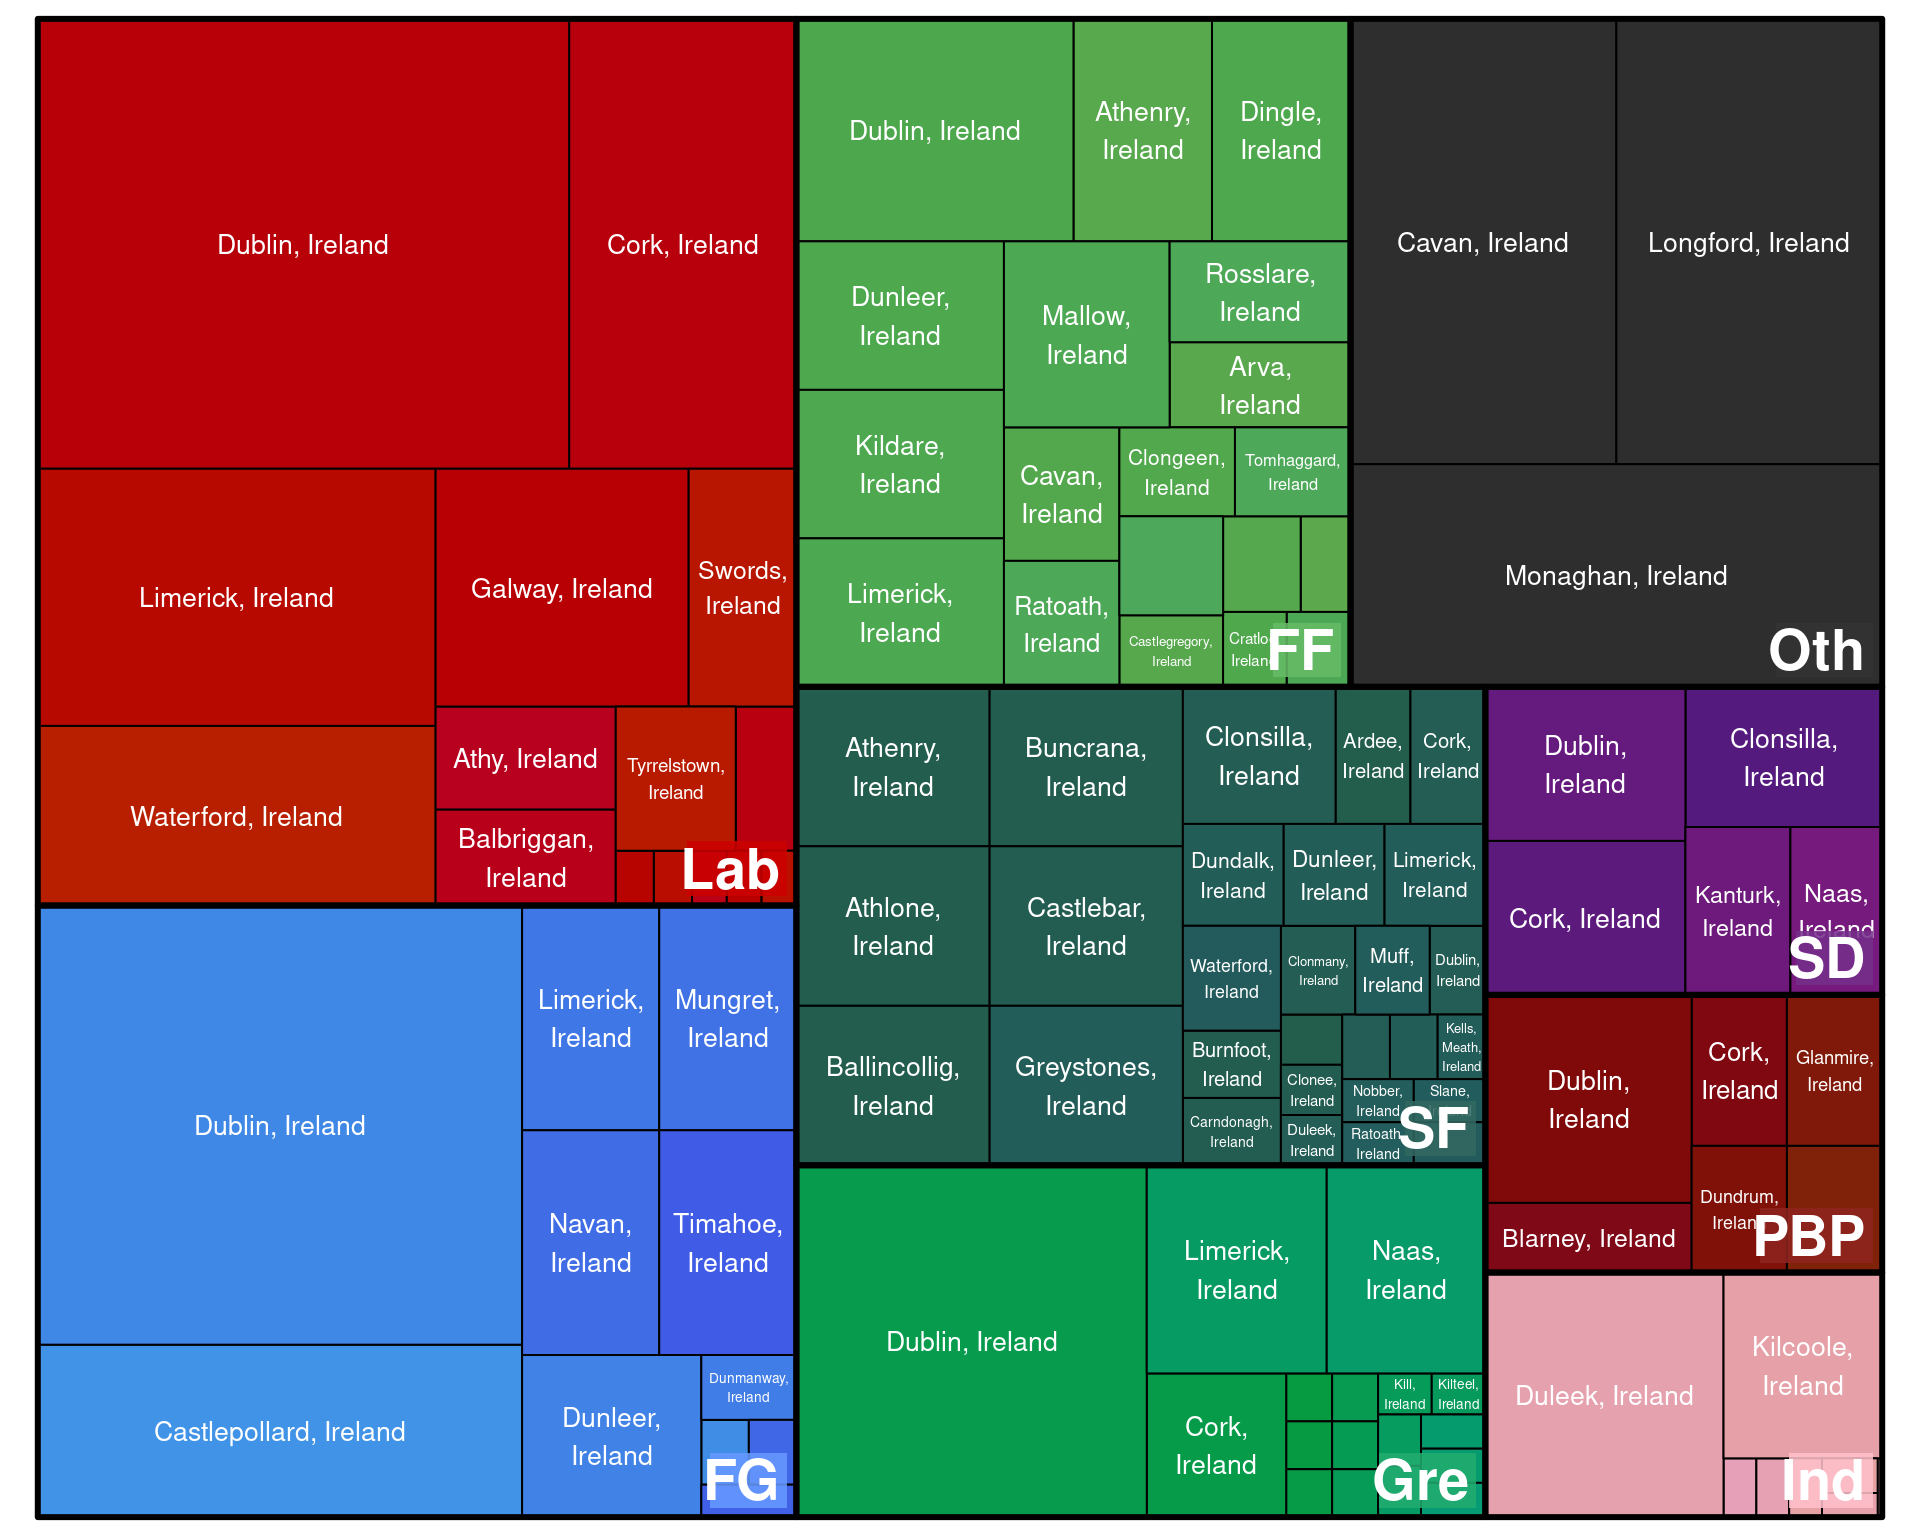 Dublin, Ireland
Cork, Ireland
Limerick, Ireland
Galway, Ireland
Swords,
Ireland
Waterford, Ireland
Athy, Ireland
Tyrrelstown,
Ireland
Balbriggan,
Ireland
Lab
Dublin, Ireland
Limerick,
Ireland
Mungret,
Ireland
Navan,
Ireland
Timahoe,
Ireland
Castlepollard, Ireland
Dunleer,
Ireland
Dunmanway,
Ireland
FG
Dublin, Ireland
Athenry,
Ireland
Dingle,
Ireland
Dunleer,
Ireland
Mallow,
Ireland
Rosslare,
Ireland
Arva,
Ireland
Kildare,
Ireland
Cavan,
Ireland
Clongeen,
Ireland
Tomhaggard,
Ireland
Limerick,
Ireland
Ratoath,
Ireland
Castlegregory,
Ireland
Ireland
FF
Cavan, Ireland
Longford, Ireland
Monaghan, Ireland
Oth
Athenry,
Ireland
Buncrana,
Ireland
Clonsilla,
Ireland
Ardee,
Ireland
Cork,
Ireland
Athlone,
Ireland
Castlebar,
Ireland
Dundalk,
Ireland
Dunleer,
Ireland
Limerick,
Ireland
Waterford,
Ireland
Clonmany,
Ireland
Muff,
Ireland
Dublin,
Ireland
Ballincollig,
Ireland
Greystones,
Ireland
Burnfoot,
Ireland
Carndonagh,
Ireland
Clonee,
Ireland
Duleek,
Ireland
Kells,
Meath,
Ireland
Nobber,
Ireland
Slane,
Ratoath,
Ireland
SF
Dublin, Ireland
Limerick,
Ireland
Naas,
Ireland
Cork,
Ireland
Kill,
Ireland
Kilteel,
Ireland
Gre
Dublin,
Ireland
Clonsilla,
Ireland
Cork, Ireland
Kanturk,
Ireland
Naas,
Ireland
SD
Dublin,
Ireland
Cork,
Ireland
Glanmire,
Ireland
Blarney, Ireland
Dundrum,
Ireland
PBP
Duleek, Ireland
Kilcoole,
Ireland
Ind